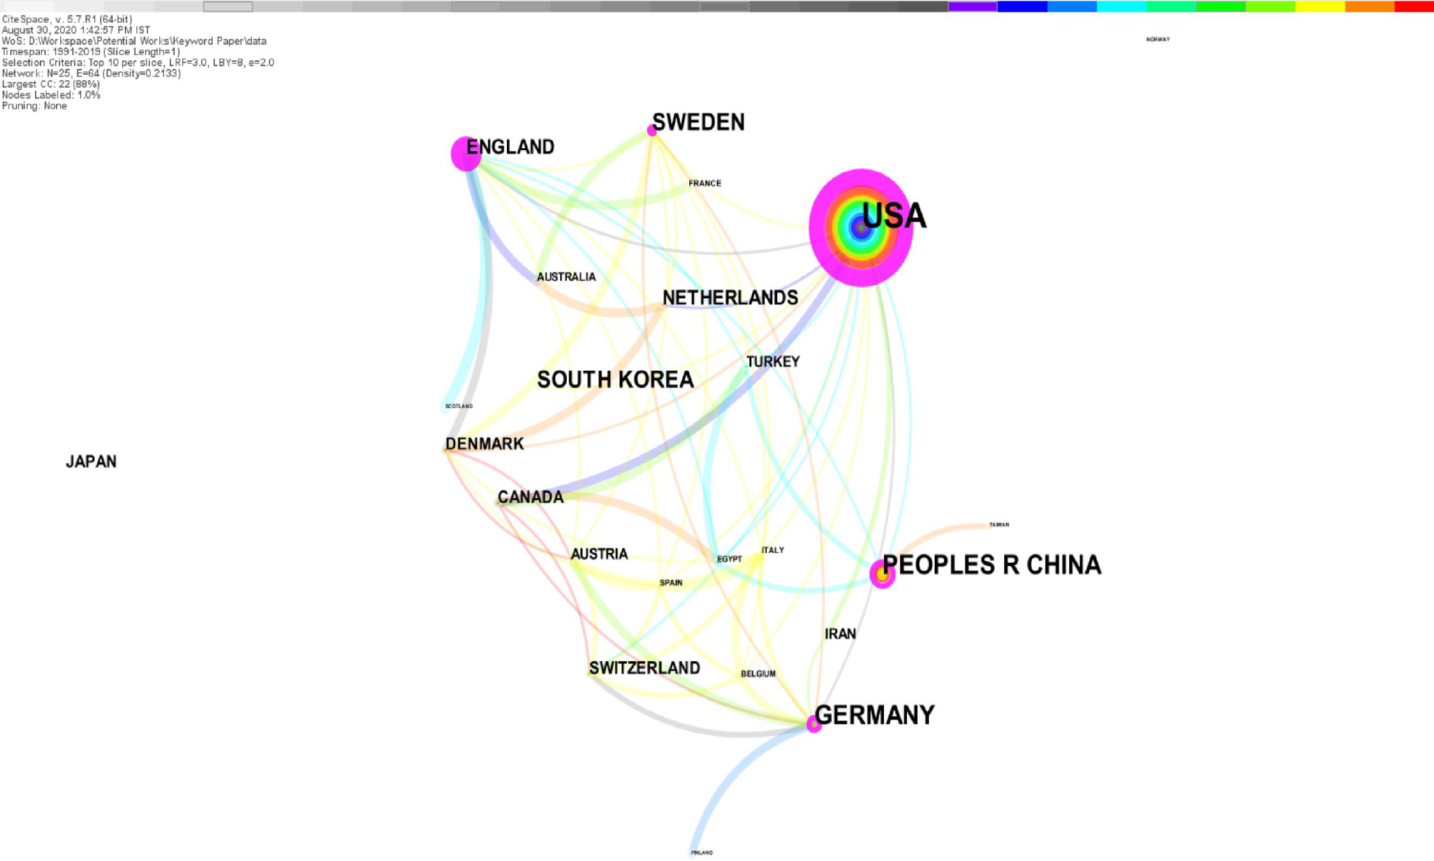 CiteSpace, v. 5.7.R1 (64-bit)
August 30, 2020 1:42:57 PM IST
WoS: D:\Workspace\Potential Works\Keyword Paper\data
Timespan: 1991-2019 (Slice Length=1)
Selection Criteria: Top 10 per slice, LRF=3.0, LBY=8, e=2.0
Network: N=25, E=64 (Density=0.2133)
Largest CC: 22 (88%)
Nodes Labeled: 1.0%
Pruning: None
NORWAY
SWEDEN
ENGLAND
FRANCE
USA
AUSTRALIA
NETHERLANDS
TURKEY
SOUTH KOREA
SCOTLAND
DENMARK
JAPAN
CANADA
TAIWAN
AUSTRIA
ITALY
EGYPT
PEOPLES R CHINA
SPAIN
IRAN
SWITZERLAND
BELGIUM
GERMANY
FINLAND